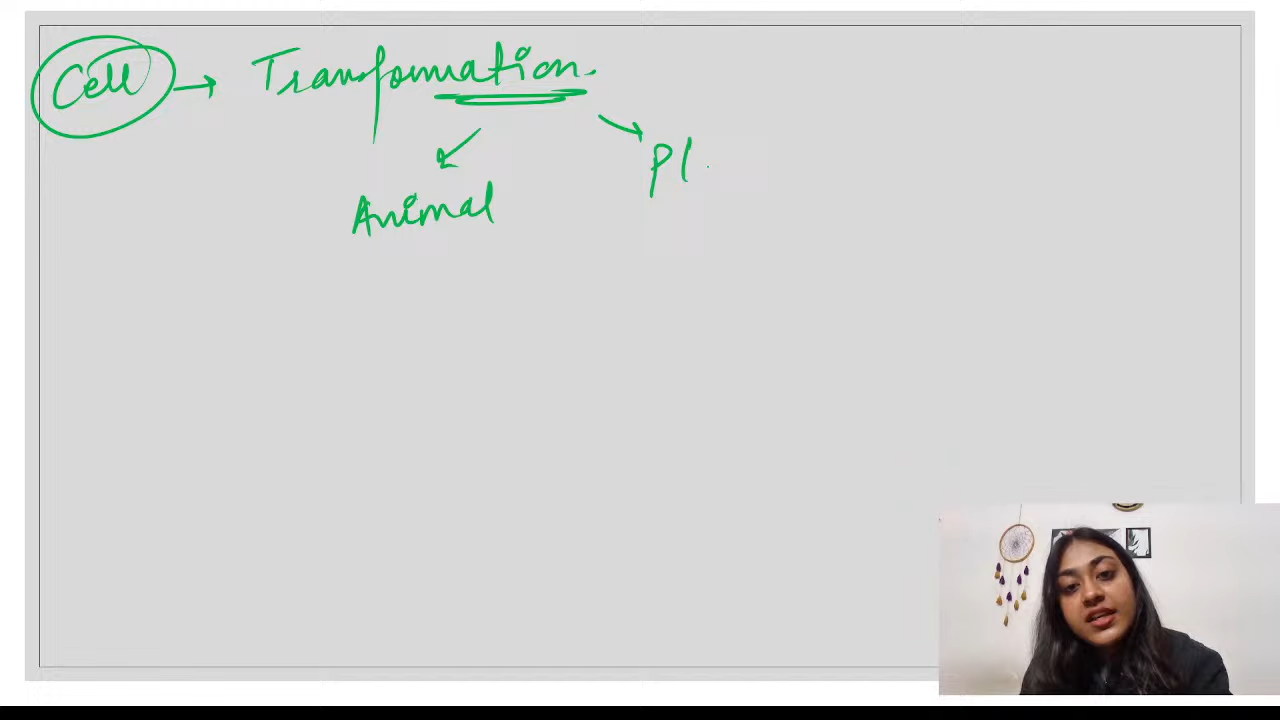 Cell → Transformation.
Pl
Animal